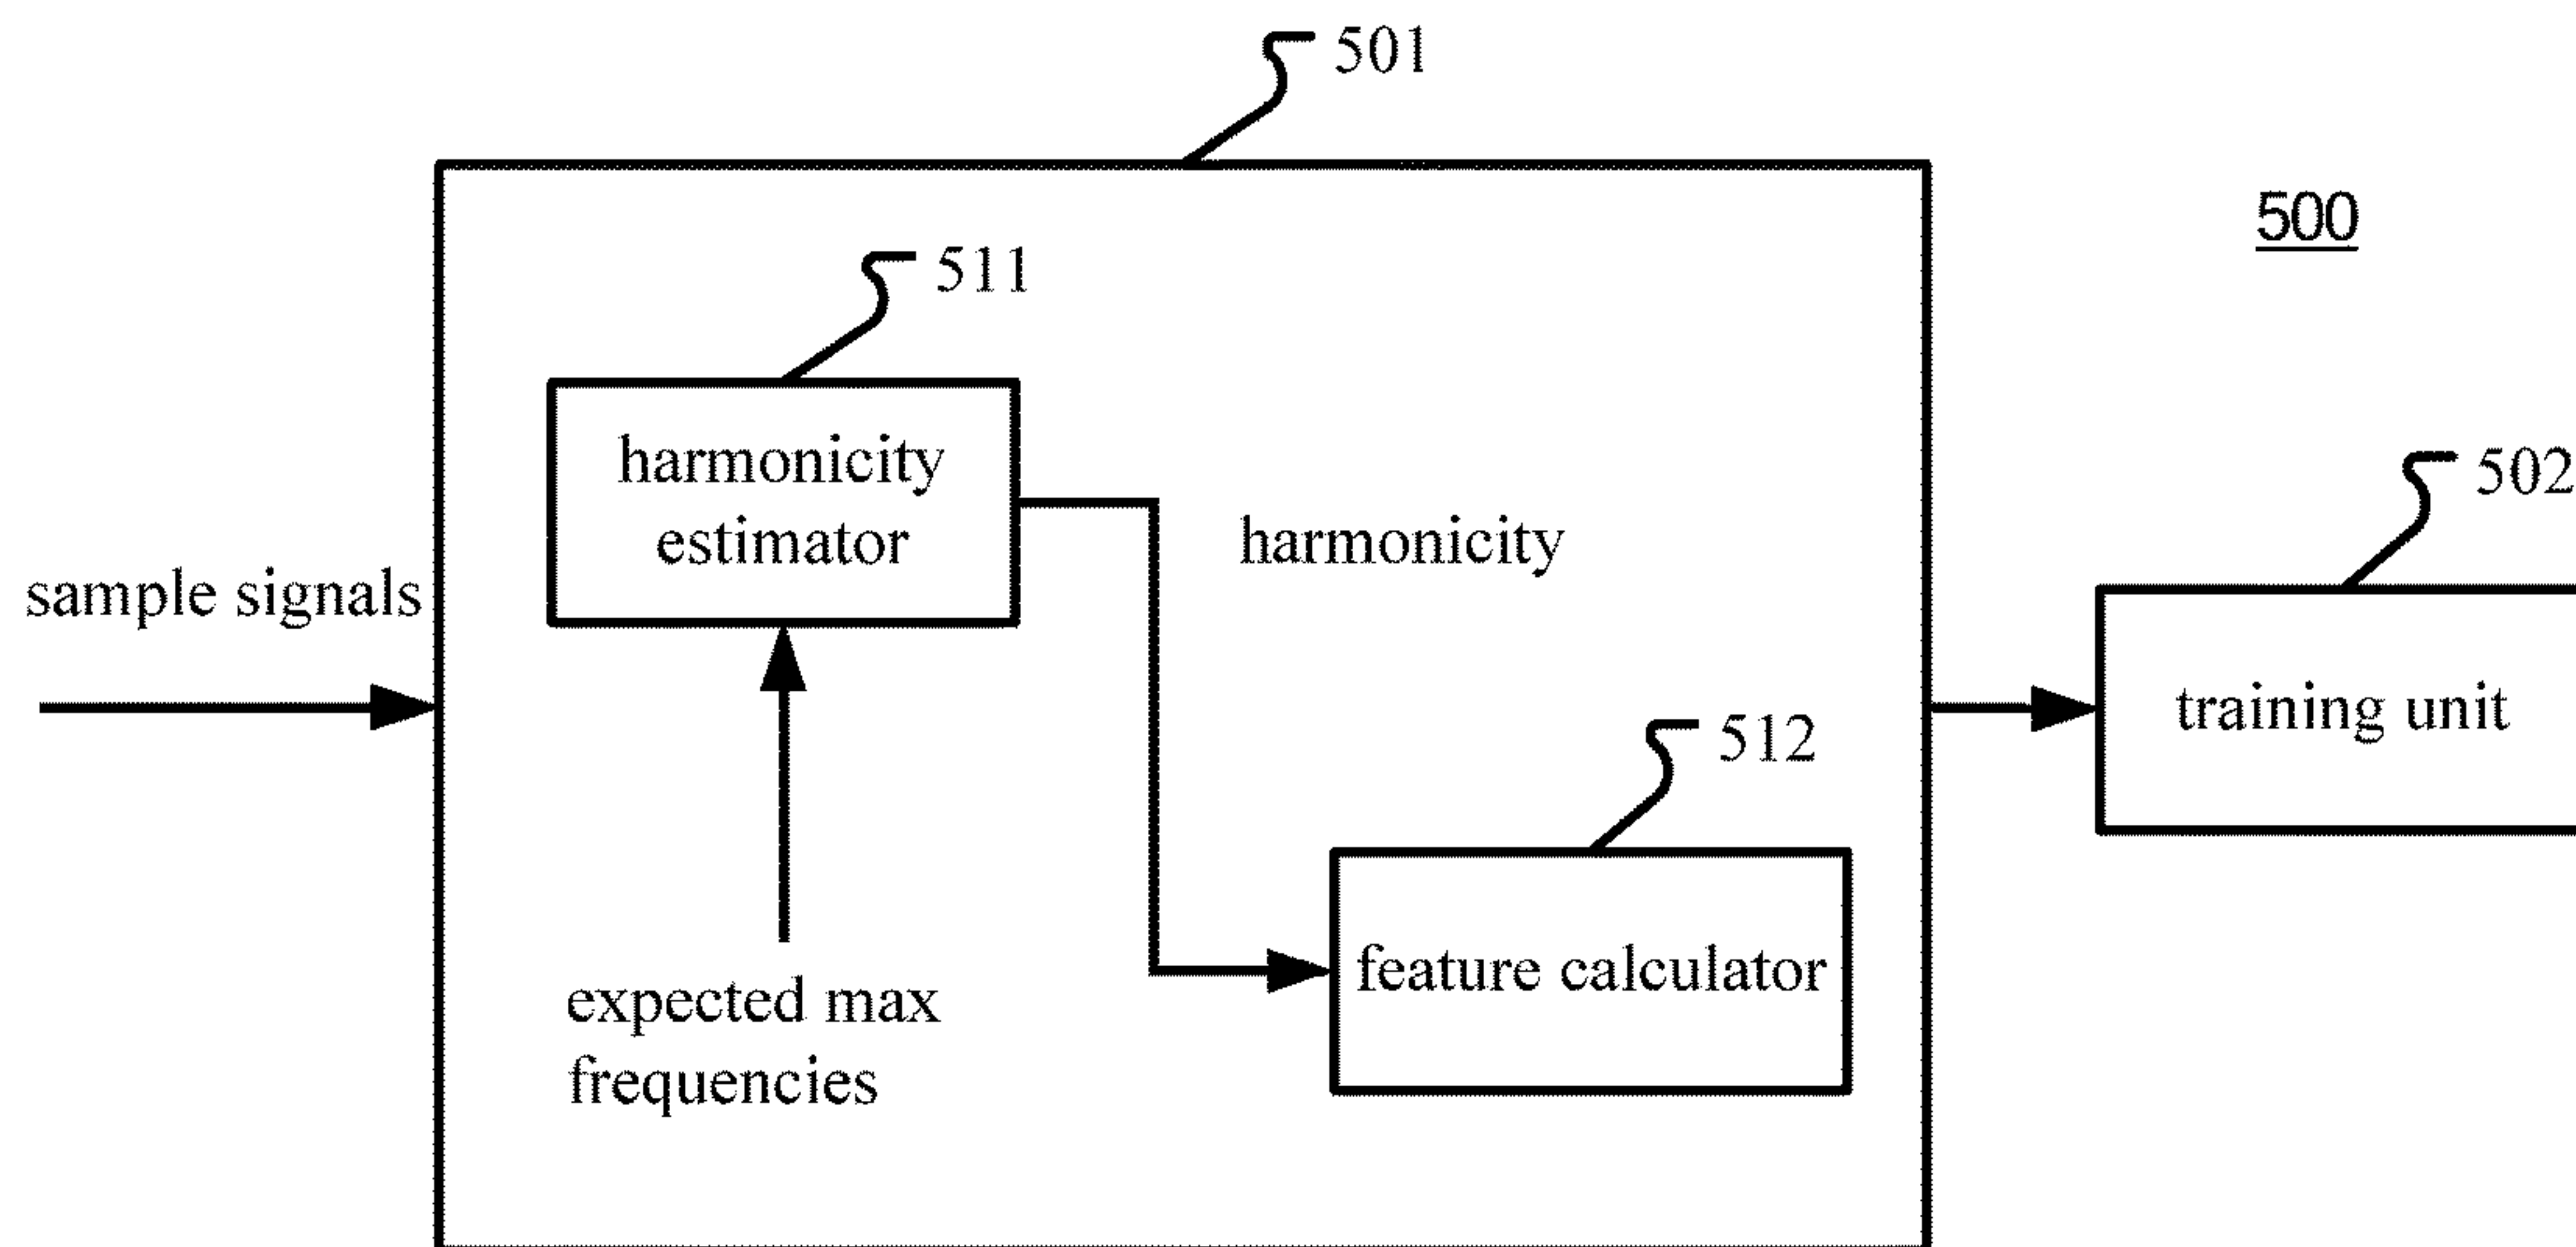 501
500
511
harmonicity
estimator
harmonicity
502
sample signals
training unit
512
feature calculator
expected max
frequencies